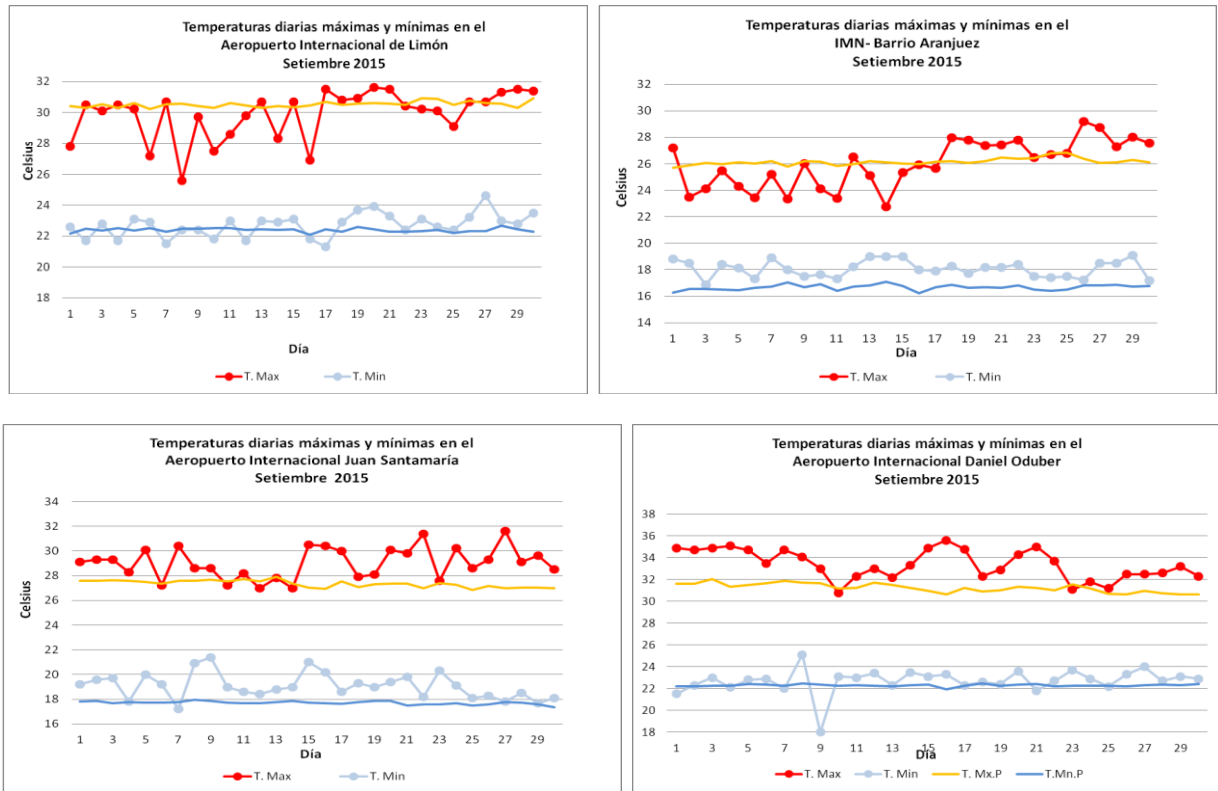 Temperaturas diarias máximas y mínimas en el
Aeropuerto Internacional de Limón
Setiembre 2015
32
30
28
26
24
22
20
18
Celsius
1 3 5 7 9 11 13 15 17 19 21 23 25 27 29
Día
T. Max T. Min
Temperaturas diarias máximas y mínimas en el
IMN- Barrio Aranjuez
Setiembre 2015
32
30
28
26
24
22
20
18
16
14
Celsius
1 3 5 7 9 11 13 15 17 19 21 23 25 27 29
Día
T. Max T. Min
Temperaturas diarias máximas y mínimas en el
Aeropuerto Internacional Juan Santamaría
Setiembre 2015
34
32
30
28
26
24
22
20
18
16
Celsius
1 3 5 7 9 11 13 15 17 19 21 23 25 27 29
Día
T. Max T. Min
Temperaturas diarias máximas y mínimas en el
Aeropuerto Internacional Daniel Oduber
Setiembre 2015
38
36
34
33
31
30
28
26
24
22
20
18
1 3 5 7 9 11 13 15 17 19 21 23 25 27 29
Día
T. Max T. Min T. Mx.P T.Mn.P